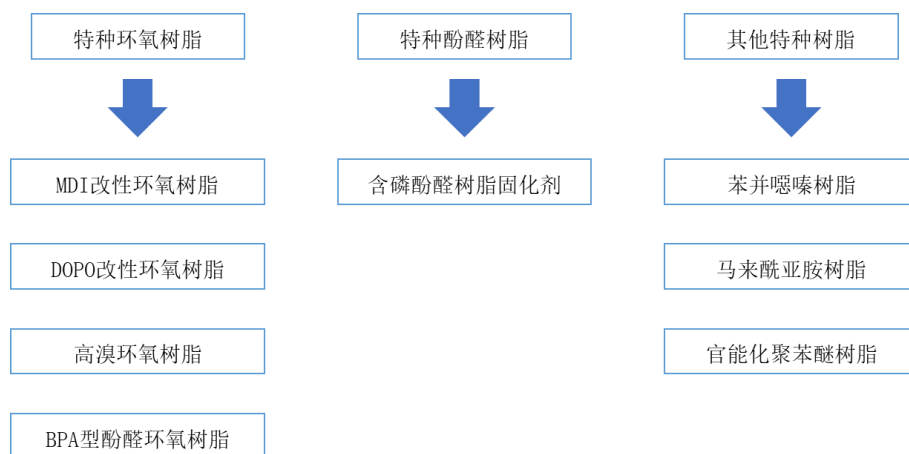 特种环氧树脂
特种酚醛树脂
其他特种树脂
MDI改性环氧树脂
含磷酚醛树脂固化剂
苯并噁嗪树脂
DOPO改性环氧树脂
马来酰亚胺树脂
高溴环氧树脂
官能化聚苯醚树脂
BPA型酚醛环氧树脂